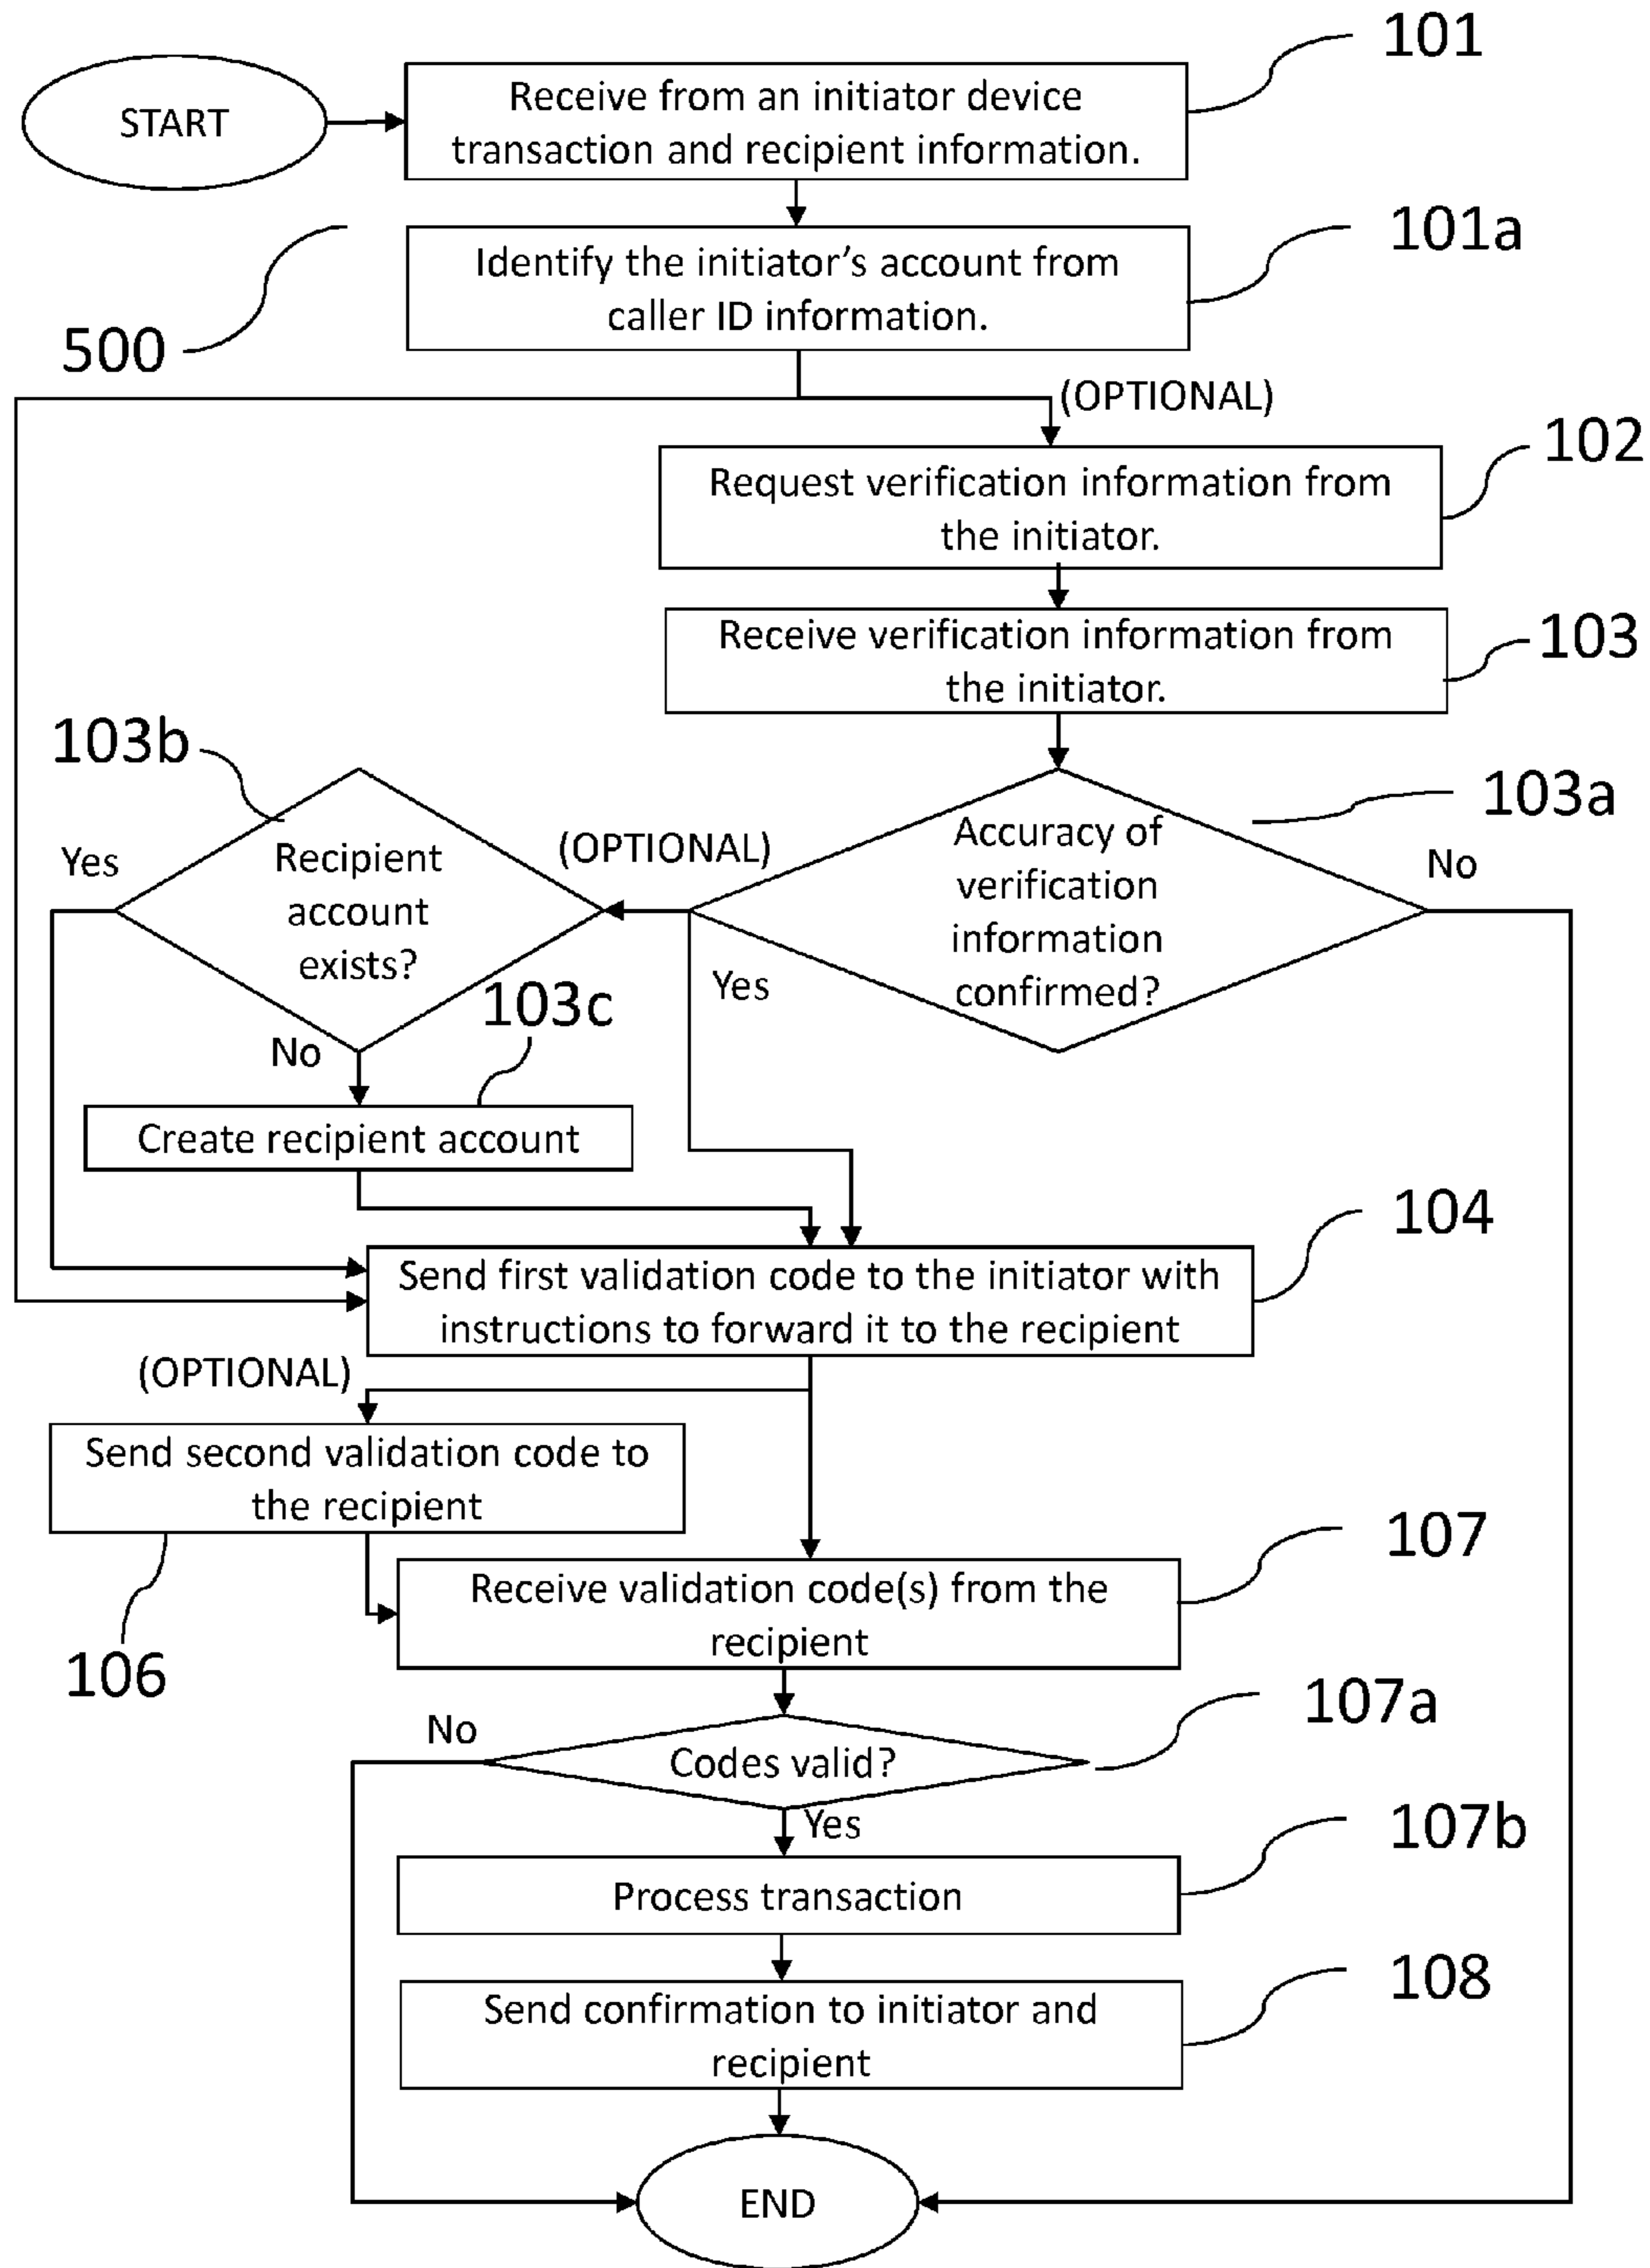 101
START
Receive from an initiator device
transaction and recipient information.
101a
Identify the initiator’s account from
caller ID information.
500
(OPTIONAL)
102
Request verification information from
the initiator.
103
Receive verification information from
the initiator.
103b
103a
Yes
Recipient
account
exists?
(OPTIONAL)
Accuracy of
verification
information
confirmed?
No
Yes
103c
No
Create recipient account
104
Send first validation code to the initiator with
instructions to forward it to the recipient
(OPTIONAL)
Send second validation code to
the recipient
107
Receive validation code(s) from the
recipient
106
107a
No
Codes valid?
Yes
107b
Process transaction
108
Send confirmation to initiator and
recipient
END